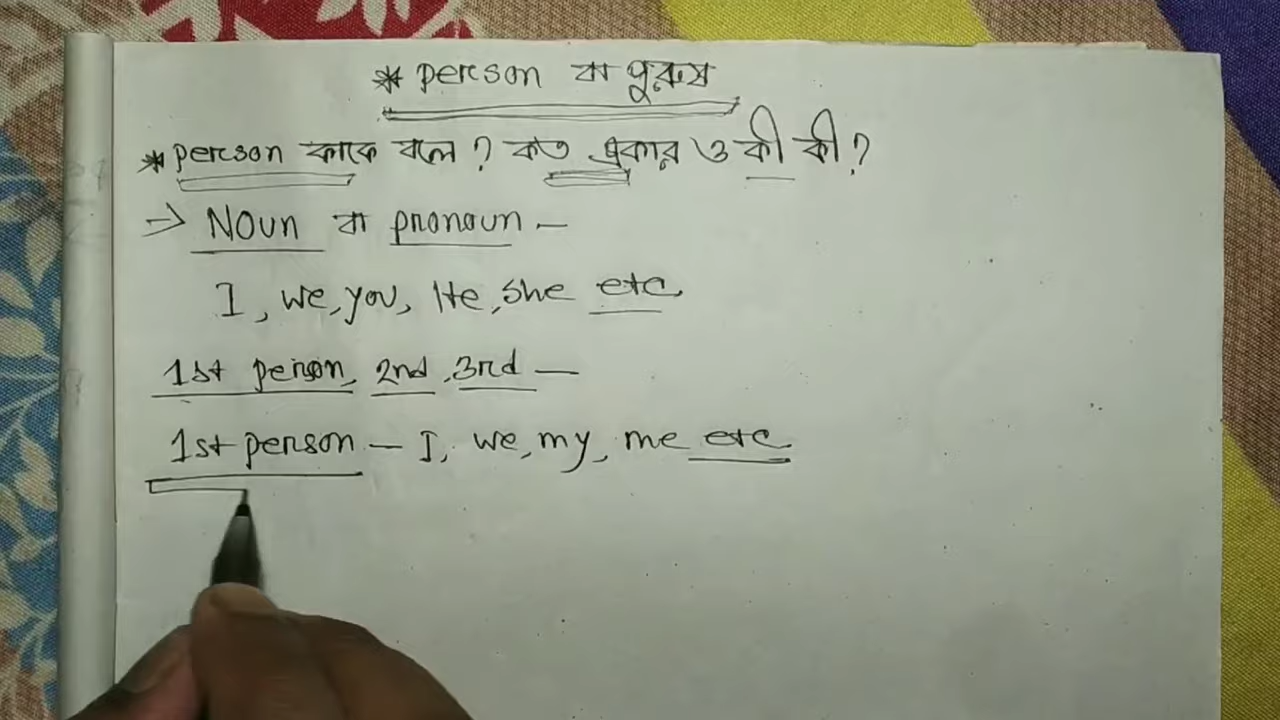 * person বা পুরুষ
* person কাকে বলে? কত প্রকার ও কী কী?
⇒ Noun বা pronoun –
I, we, you, He, she etc.
1st person, 2nd, 3rd –
1st person – I, we, my, me etc.